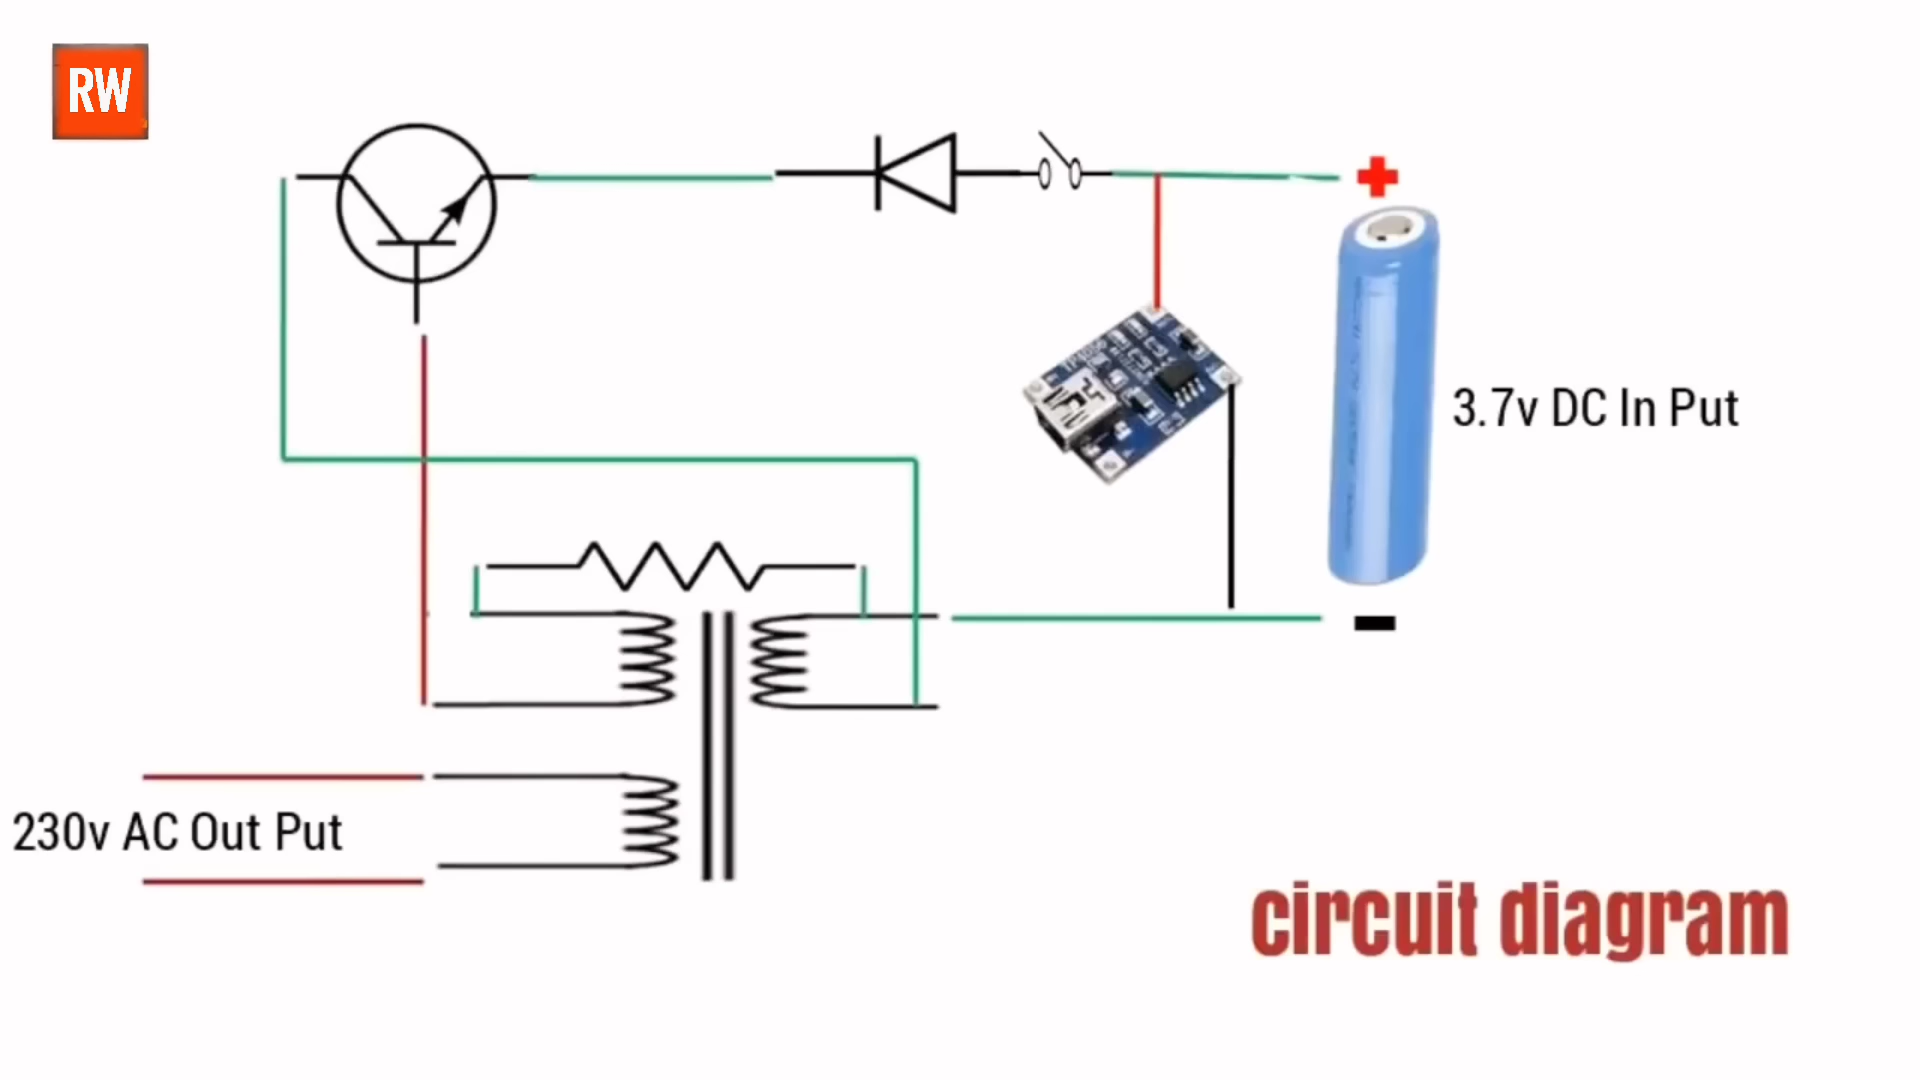 RW
3.7v DC In Put
230v AC Out Put
circuit diagram